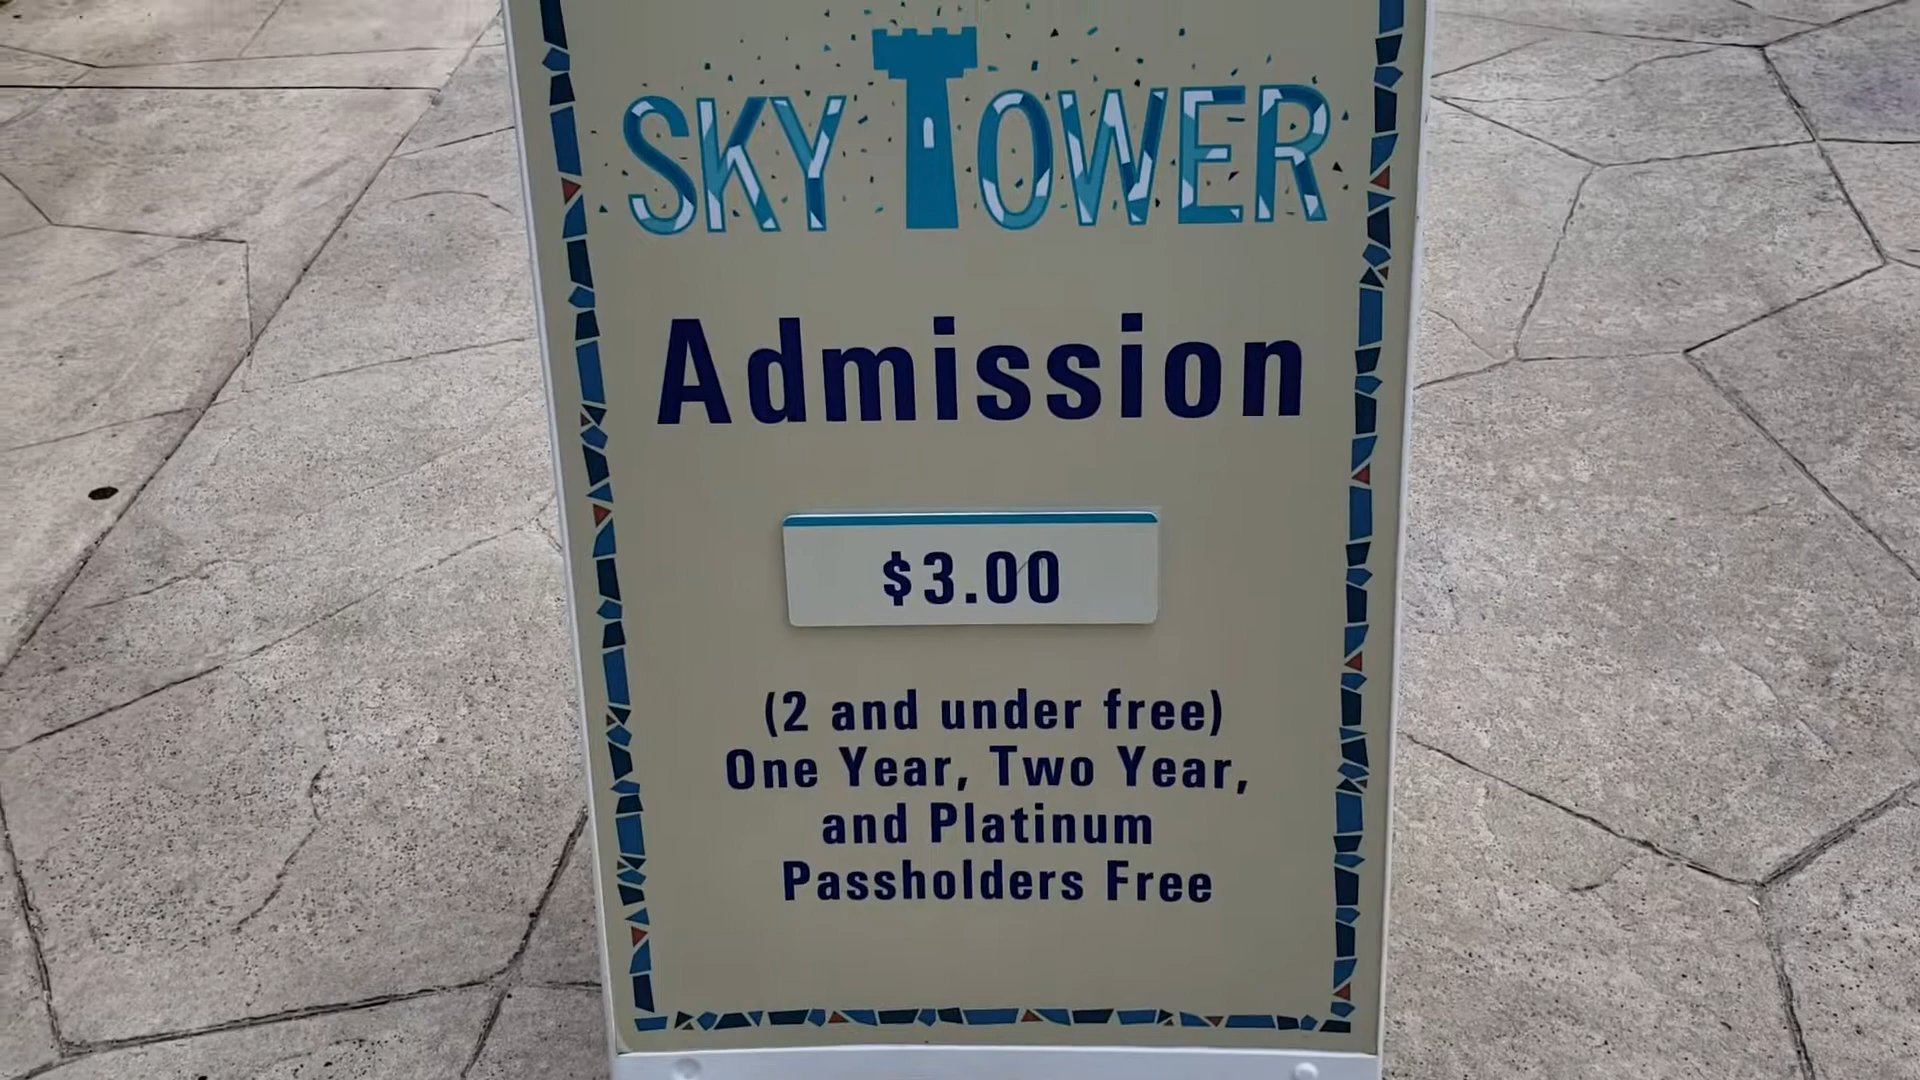 SKY TOWER
Admission
$3.00
(2 and under free)
One Year, Two Year,
and Platinum
Passholders Free